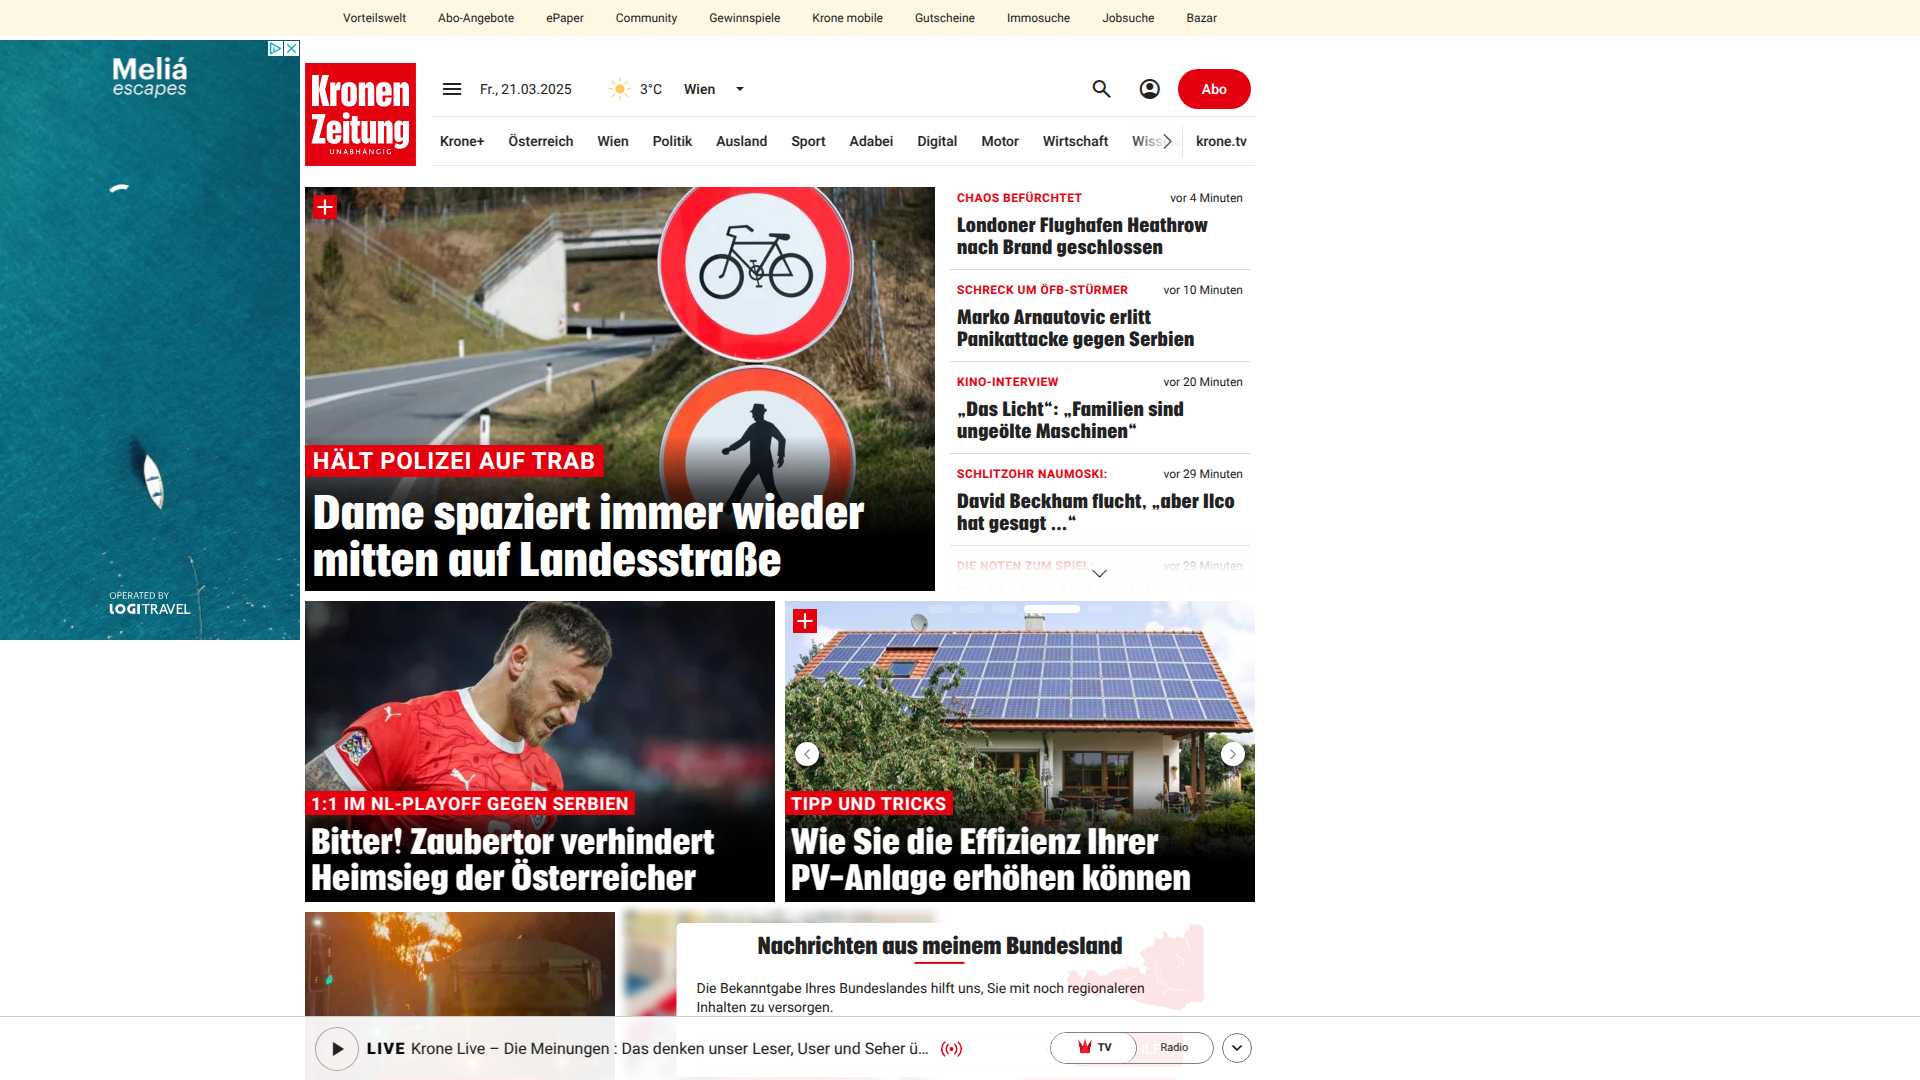 Vorteilswelt Abo-Angebote ePaper Community Gewinnspiele Krone mobile Gutscheine Immosuche Jobsuche Bazar
Meliá
escapes
OPERATED BY
LOGITRAVEL
Kronen
Zeitung
UNABHÄNGIG
Fr., 21.03.2025 3°C Wien
Abo
Krone+ Österreich Wien Politik Ausland Sport Adabei Digital Motor Wirtschaft Wiss krone.tv
HÄLT POLIZEI AUF TRAB
Dame spaziert immer wieder
mitten auf Landesstraße
CHAOS BEFÜRCHTET vor 4 Minuten
Londoner Flughafen Heathrow
nach Brand geschlossen
SCHRECK UM ÖFB-STÜRMER vor 10 Minuten
Marko Arnautovic erlitt
Panikattacke gegen Serbien
KINO-INTERVIEW vor 20 Minuten
„Das Licht“: „Familien sind
ungeölte Maschinen“
SCHLITZOHR NAUMOSKI: vor 29 Minuten
David Beckham flucht, „aber Ilco
hat gesagt ...“
DIE NOTEN ZUM SPIEL vor 29 Minuten
1:1 IM NL-PLAYOFF GEGEN SERBIEN
Bitter! Zaubertor verhindert
Heimsieg der Österreicher
TIPP UND TRICKS
Wie Sie die Effizienz Ihrer
PV-Anlage erhöhen können
Nachrichten aus meinem Bundesland
Die Bekanntgabe Ihres Bundeslandes hilft uns, Sie mit noch regionaleren
Inhalten zu versorgen.
LIVE Krone Live – Die Meinungen : Das denken unser Leser, User und Seher ü...
TV Radio